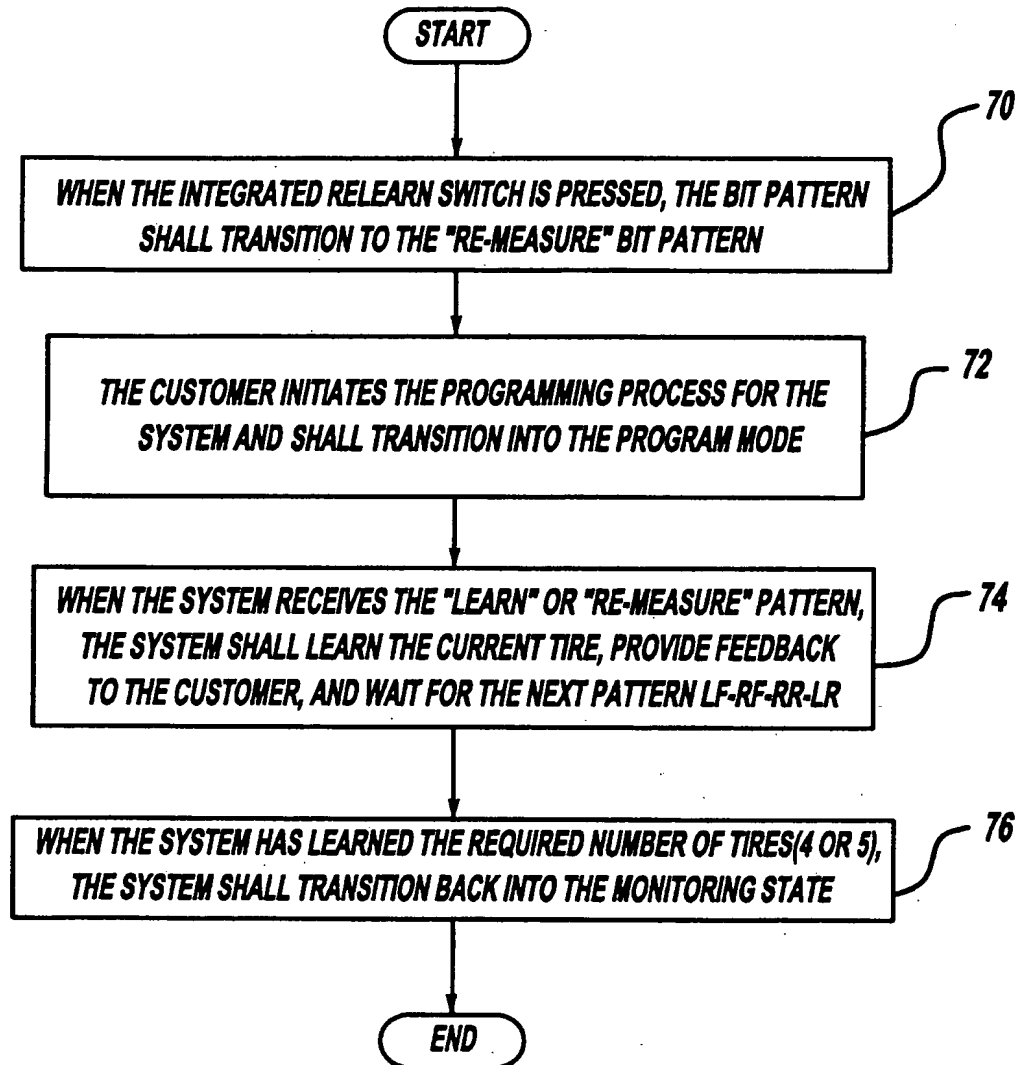 START
70
WHEN THE INTEGRATED RELEARN SWITCH IS PRESSED, THE BIT PATTERN
SHALL TRANSITION TO THE "RE-MEASURE" BIT PATTERN
72
THE CUSTOMER INITIATES THE PROGRAMMING PROCESS FOR THE
SYSTEM AND SHALL TRANSITION INTO THE PROGRAM MODE
74
WHEN THE SYSTEM RECEIVES THE "LEARN" OR "RE-MEASURE" PATTERN,
THE SYSTEM SHALL LEARN THE CURRENT TIRE, PROVIDE FEEDBACK
TO THE CUSTOMER, AND WAIT FOR THE NEXT PATTERN LF-RF-RR-LR
76
WHEN THE SYSTEM HAS LEARNED THE REQUIRED NUMBER OF TIRES(4 OR 5),
THE SYSTEM SHALL TRANSITION BACK INTO THE MONITORING STATE
END